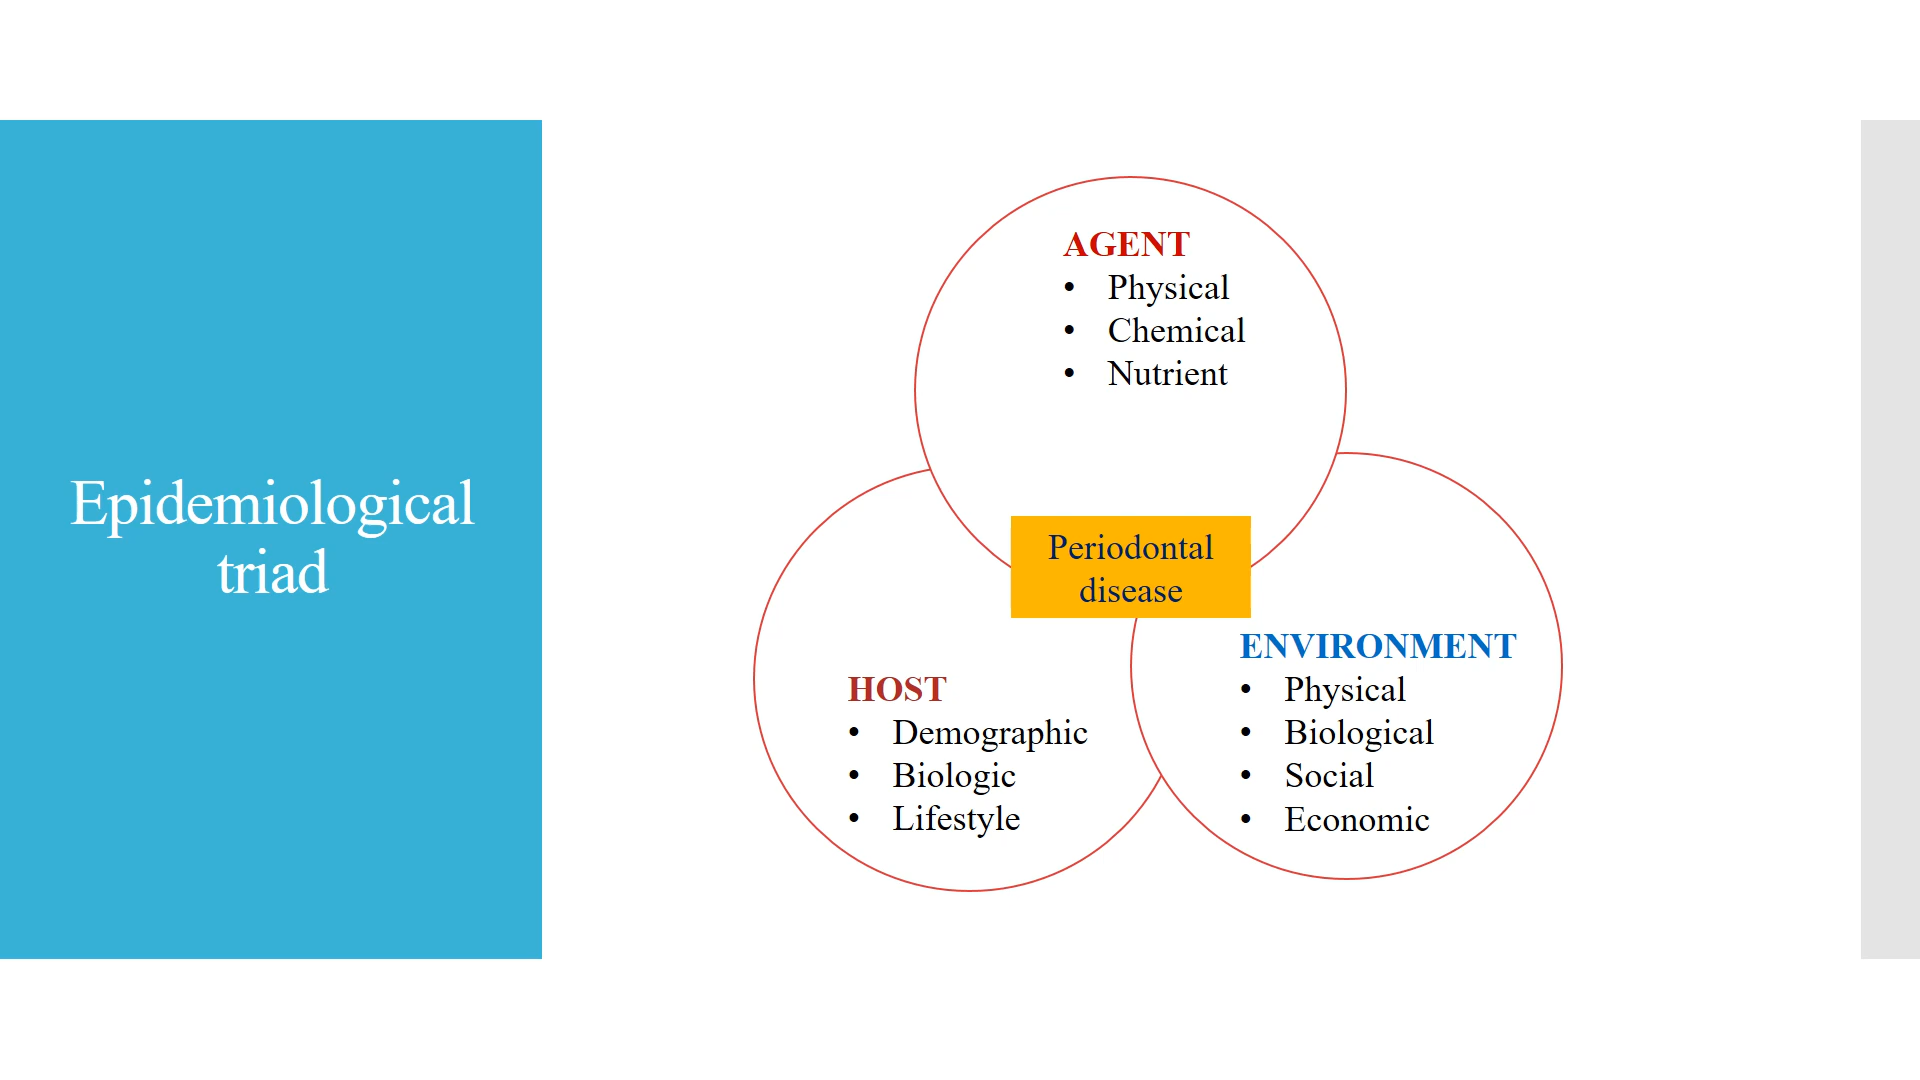 Epidemiological
triad
AGENT
• Physical
• Chemical
• Nutrient
Periodontal
disease
HOST
• Demographic
• Biologic
• Lifestyle
ENVIRONMENT
• Physical
• Biological
• Social
• Economic